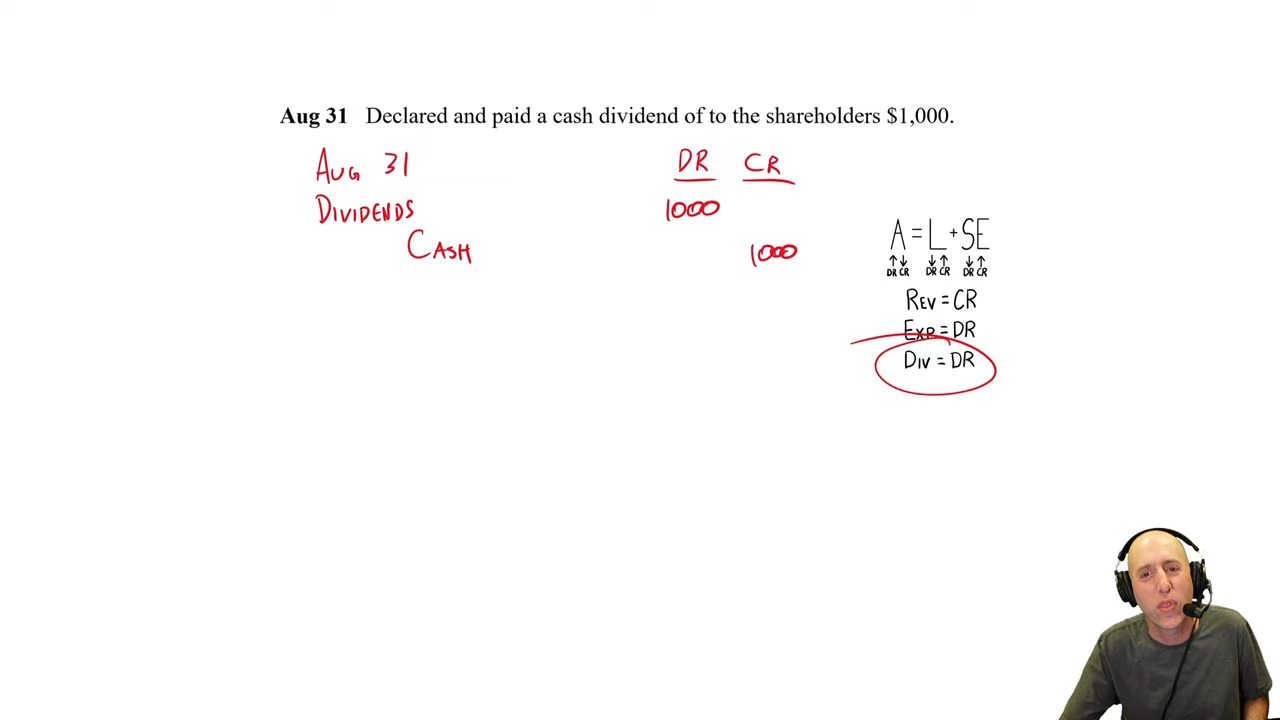 Aug 31 Declared and paid a cash dividend of to the shareholders $1,000.
AUG 31 DR CR
DIVIDENDS 1000
CASH 1000
A = L + SE
DR CR DR CR DR CR
REV = CR
EXP = DR
DIV = DR